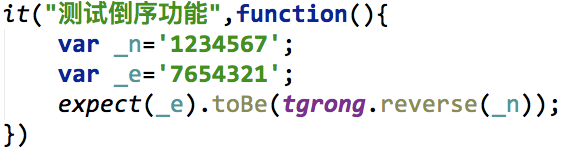 it("测试倒序功能",function(){
    var _n='1234567';
    var _e='7654321';
    expect(_e).toBe(tgrong.reverse(_n));
})